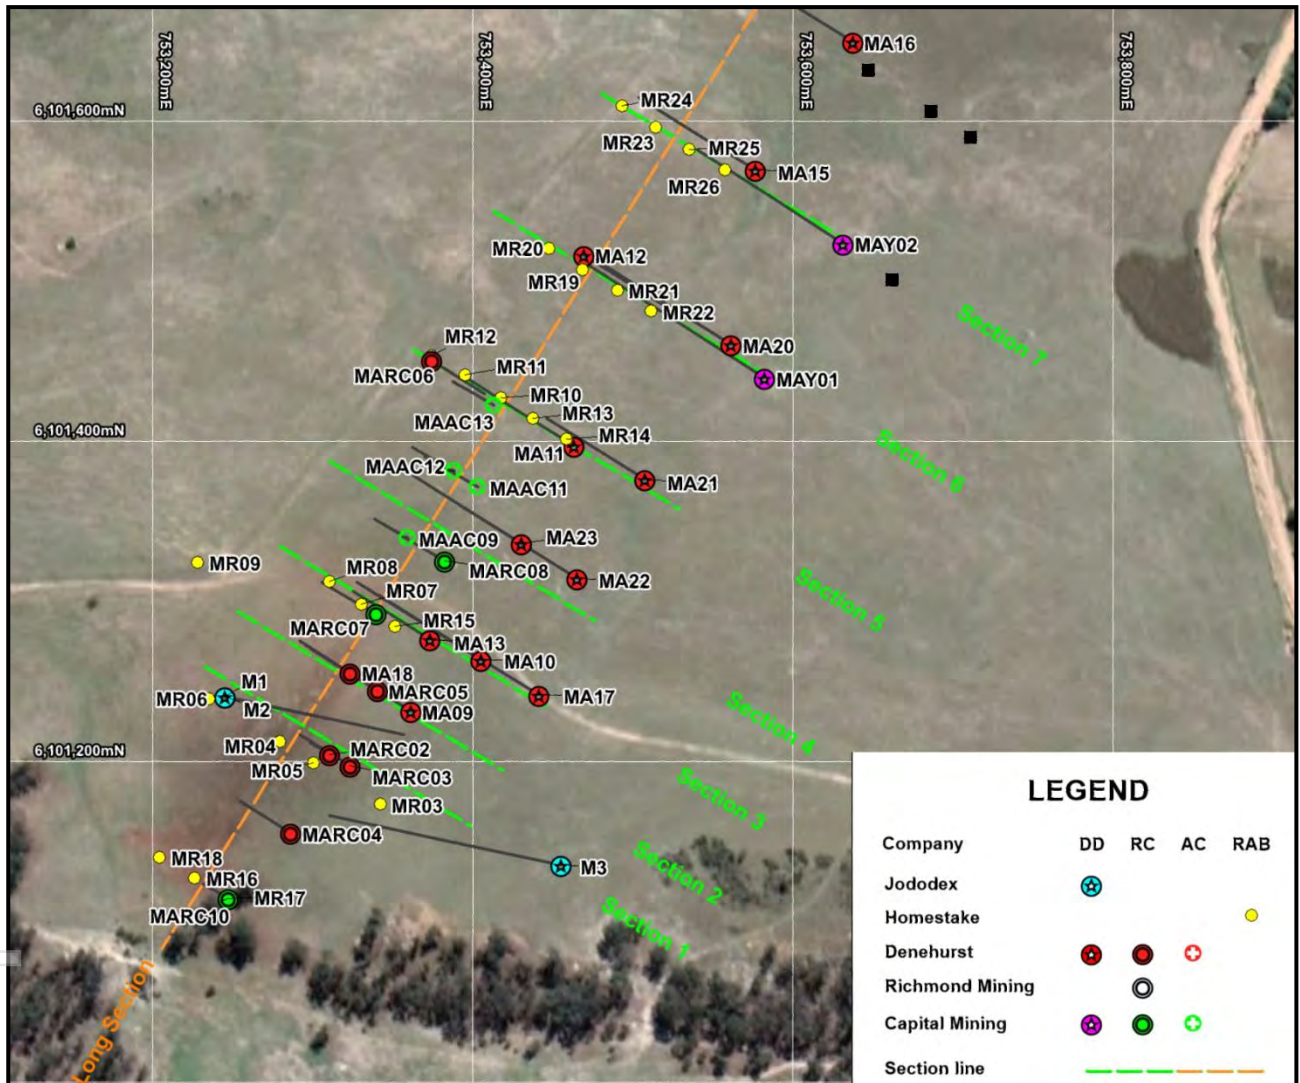 753,200mE
753,400mE
753,600mE
753,800mE
MA16
6,101,600mN
MR24
MR23
MR25
MR26
MA15
MAY02
MR20
MA12
MR19
MR21
MR22
Section 7
MR12
MA20
MARC06
MR11
MAY01
MR10
MAAC13
MR13
6,101,400mN
MR14
MA11
Section 6
MAAC12
MA21
MAAC11
MA23
MAAC09
MR09
MR08
MARC08
MA22
MR07
Section 5
MARC07
MR15
MA13
MA10
MA18
M1
MARC05
MA17
MR06
M2
MA09
Section 4
6,101,200mN
MR04
MARC02
MR05
MARC03
Section 3
MR03
MARC04
MR18
M3
Section 2
MR16
MR17
MARC10
Section 1
Long Section
LEGEND
Company DD RC AC RAB
Jododex
Homestake
Denehurst
Richmond Mining
Capital Mining
Section line